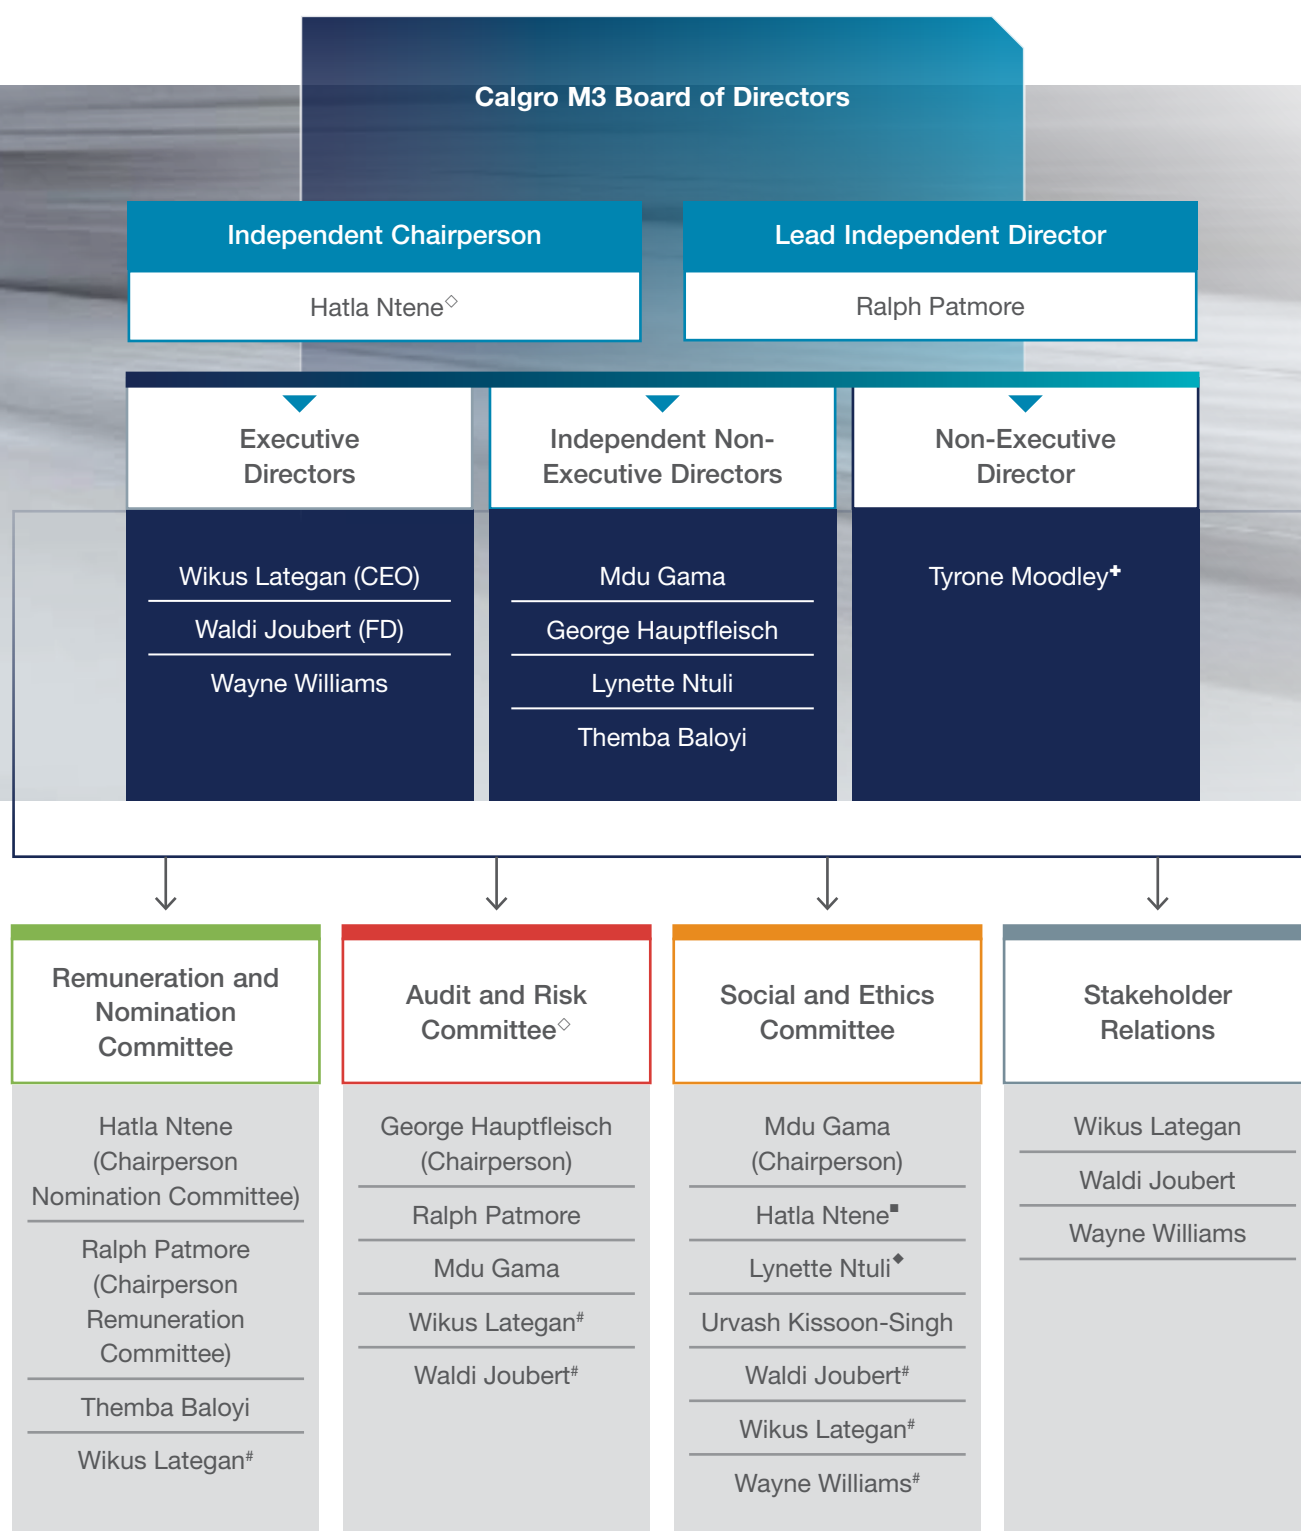 Calgro M3 Board of Directors
Independent Chairperson
Hatla Ntene◇
Lead Independent Director
Ralph Patmore
Executive
Directors
Wikus Lategan (CEO)
Waldi Joubert (FD)
Wayne Williams
Independent Non-
Executive Directors
Mdu Gama
George Hauptfleisch
Lynette Ntuli
Themba Baloyi
Non-Executive
Director
Tyrone Moodley✚
Remuneration and
Nomination
Committee
Hatla Ntene
(Chairperson
Nomination Committee)
Ralph Patmore
(Chairperson
Remuneration
Committee)
Themba Baloyi
Wikus Lategan#
Audit and Risk
Committee◇
George Hauptfleisch
(Chairperson)
Ralph Patmore
Mdu Gama
Wikus Lategan#
Waldi Joubert#
Social and Ethics
Committee
Mdu Gama
(Chairperson)
Hatla Ntene■
Lynette Ntuli◆
Urvash Kissoon-Singh
Waldi Joubert#
Wikus Lategan#
Wayne Williams#
Stakeholder
Relations
Wikus Lategan
Waldi Joubert
Wayne Williams